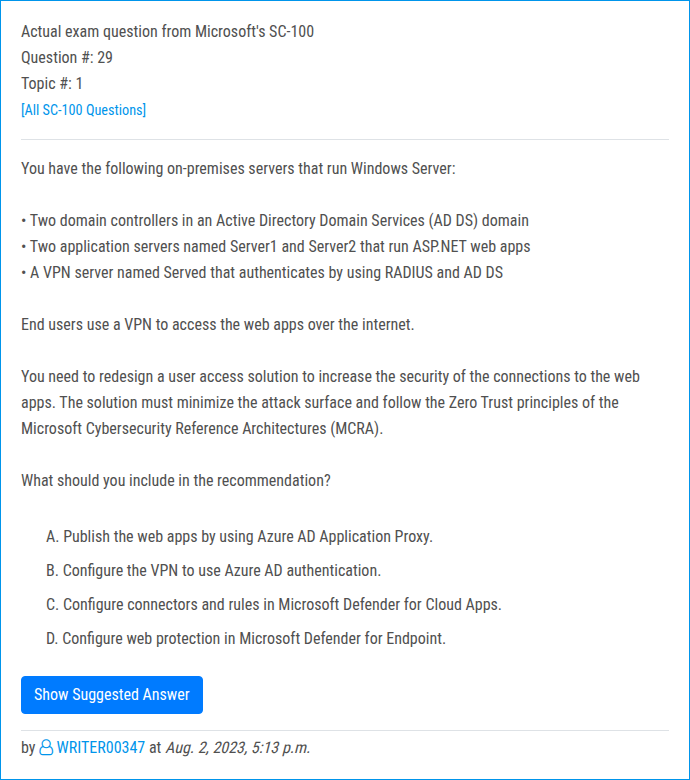 Actual exam question from Microsoft's SC-100
Question #: 29
Topic #: 1
[All SC-100 Questions]
You have the following on-premises servers that run Windows Server:
• Two domain controllers in an Active Directory Domain Services (AD DS) domain
• Two application servers named Server1 and Server2 that run ASP.NET web apps
• A VPN server named Served that authenticates by using RADIUS and AD DS
End users use a VPN to access the web apps over the internet.
You need to redesign a user access solution to increase the security of the connections to the web
apps. The solution must minimize the attack surface and follow the Zero Trust principles of the
Microsoft Cybersecurity Reference Architectures (MCRA).
What should you include in the recommendation?
A. Publish the web apps by using Azure AD Application Proxy.
B. Configure the VPN to use Azure AD authentication.
C. Configure connectors and rules in Microsoft Defender for Cloud Apps.
D. Configure web protection in Microsoft Defender for Endpoint.
Show Suggested Answer
by WRITER00347 at Aug. 2, 2023, 5:13 p.m.